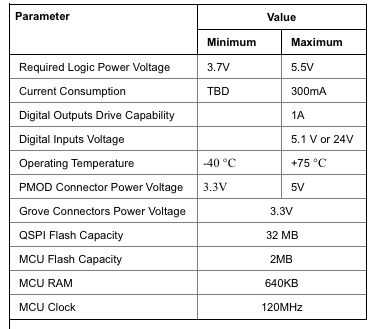 Parameter Value
Minimum Maximum
Required Logic Power Voltage 3.7V 5.5V
Current Consumption TBD 300mA
Digital Outputs Drive Capability 1A
Digital Inputs Voltage 5.1 V or 24V
Operating Temperature -40 °C +75 °C
PMOD Connector Power Voltage 3.3V 5V
Grove Connectors Power Voltage 3.3V
QSPI Flash Capacity 32 MB
MCU Flash Capacity 2MB
MCU RAM 640KB
MCU Clock 120MHz